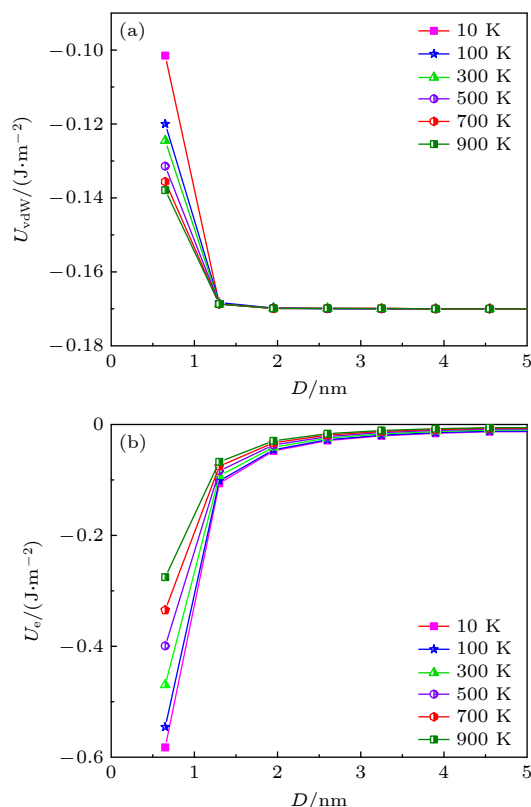 (a)
10 K
100 K
300 K
500 K
700 K
900 K
−0.10
−0.12
−0.14
−0.16
−0.18
U_vdW/(J·m⁻²)
0 1 2 3 4 5
D/nm
(b)
0
−0.2
−0.4
−0.6
U_e/(J·m⁻²)
10 K
100 K
300 K
500 K
700 K
900 K
0 1 2 3 4 5
D/nm